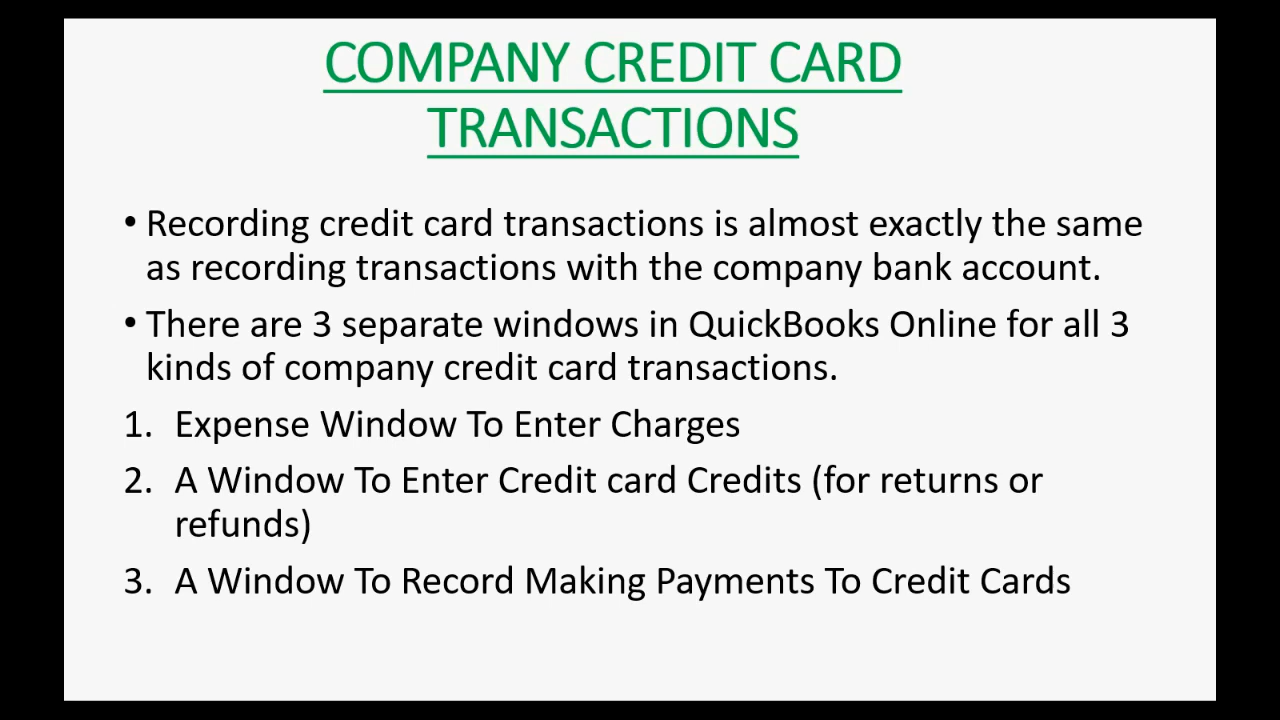 COMPANY CREDIT CARD
TRANSACTIONS
• Recording credit card transactions is almost exactly the same
as recording transactions with the company bank account.
• There are 3 separate windows in QuickBooks Online for all 3
kinds of company credit card transactions.
1. Expense Window To Enter Charges
2. A Window To Enter Credit card Credits (for returns or
refunds)
3. A Window To Record Making Payments To Credit Cards